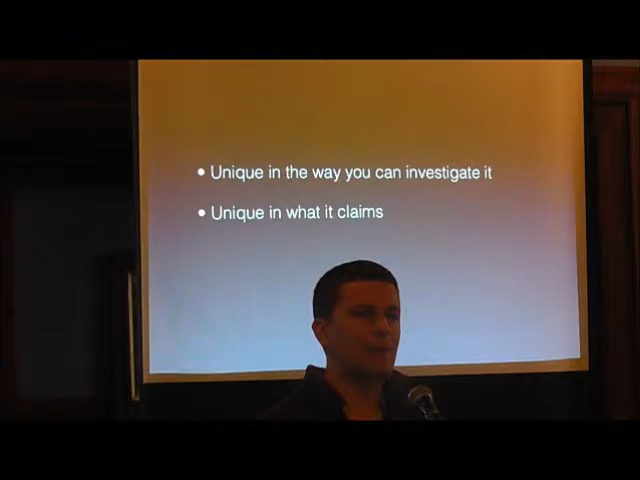 • Unique in the way you can investigate it
• Unique in what it claims